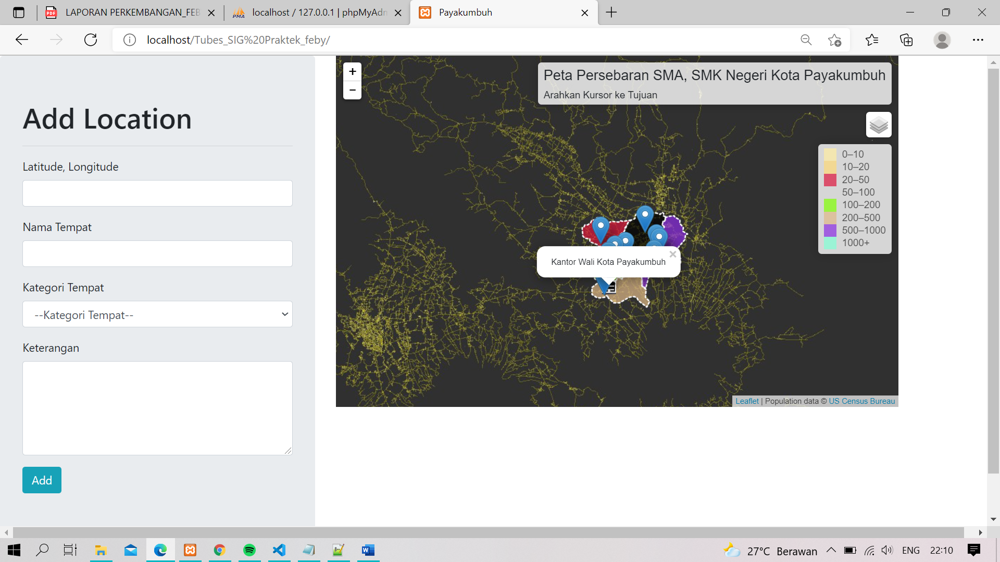 LAPORAN PERKEMBANGAN_FEB
localhost / 127.0.0.1 | phpMyAdn
Payakumbuh
localhost/Tubes_SIG%20Praktek_feby/
Add Location
Latitude, Longitude
Nama Tempat
Kategori Tempat
--Kategori Tempat--
Keterangan
Add
+
-
Peta Persebaran SMA, SMK Negeri Kota Payakumbuh
Arahkan Kursor ke Tujuan
0–10
10–20
20–50
50–100
100–200
200–500
500–1000
1000+
Kantor Wali Kota Payakumbuh
×
Leaflet | Population data © US Census Bureau
27°C Berawan
ENG
22:10